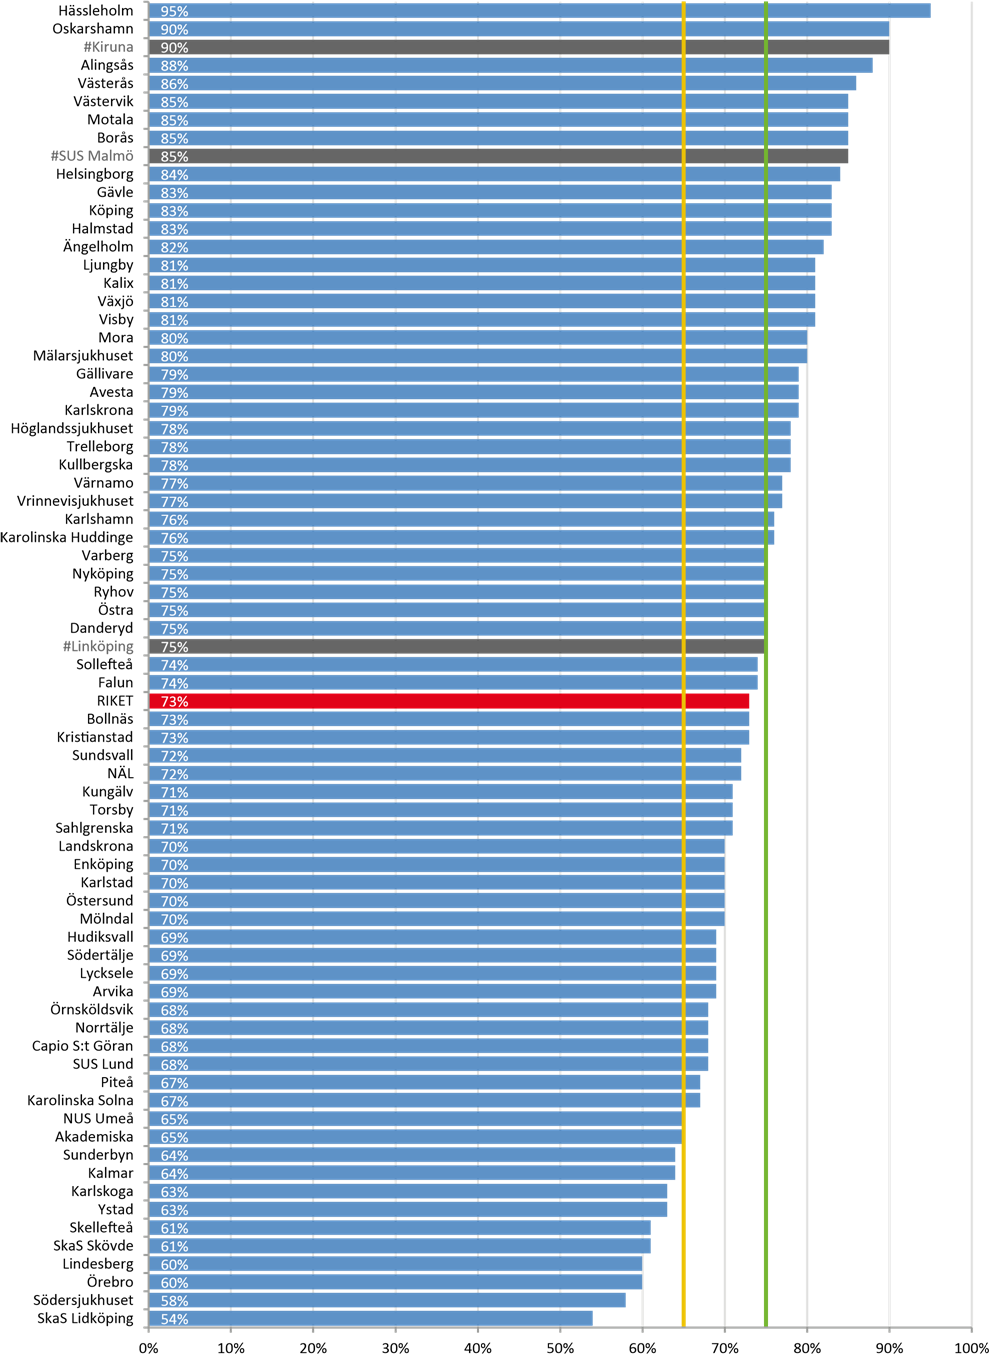 Hässleholm 95%
Oskarshamn 90%
#Kiruna 90%
Alingsås 88%
Västerås 86%
Västervik 85%
Motala 85%
Borås 85%
#SUS Malmö 85%
Helsingborg 84%
Gävle 83%
Köping 83%
Halmstad 83%
Ängelholm 82%
Ljungby 81%
Kalix 81%
Växjö 81%
Visby 81%
Mora 80%
Mälarsjukhuset 80%
Gällivare 79%
Avesta 79%
Karlskrona 79%
Höglandssjukhuset 78%
Trelleborg 78%
Kullbergska 78%
Värnamo 77%
Vrinnevisjukhuset 77%
Karlshamn 76%
Karolinska Huddinge 76%
Varberg 75%
Nyköping 75%
Ryhov 75%
Östra 75%
Danderyd 75%
#Linköping 75%
Sollefteå 74%
Falun 74%
RIKET 73%
Bollnäs 73%
Kristianstad 73%
Sundsvall 72%
NÄL 72%
Kungälv 71%
Torsby 71%
Sahlgrenska 71%
Landskrona 70%
Enköping 70%
Karlstad 70%
Östersund 70%
Mölndal 70%
Hudiksvall 69%
Södertälje 69%
Lycksele 69%
Arvika 69%
Örnsköldsvik 68%
Norrtälje 68%
Capio S:t Göran 68%
SUS Lund 68%
Piteå 67%
Karolinska Solna 67%
NUS Umeå 65%
Akademiska 65%
Sunderbyn 64%
Kalmar 64%
Karlskoga 63%
Ystad 63%
Skellefteå 61%
SkaS Skövde 61%
Lindesberg 60%
Örebro 60%
Södersjukhuset 58%
SkaS Lidköping 54%
0% 10% 20% 30% 40% 50% 60% 70% 80% 90% 100%